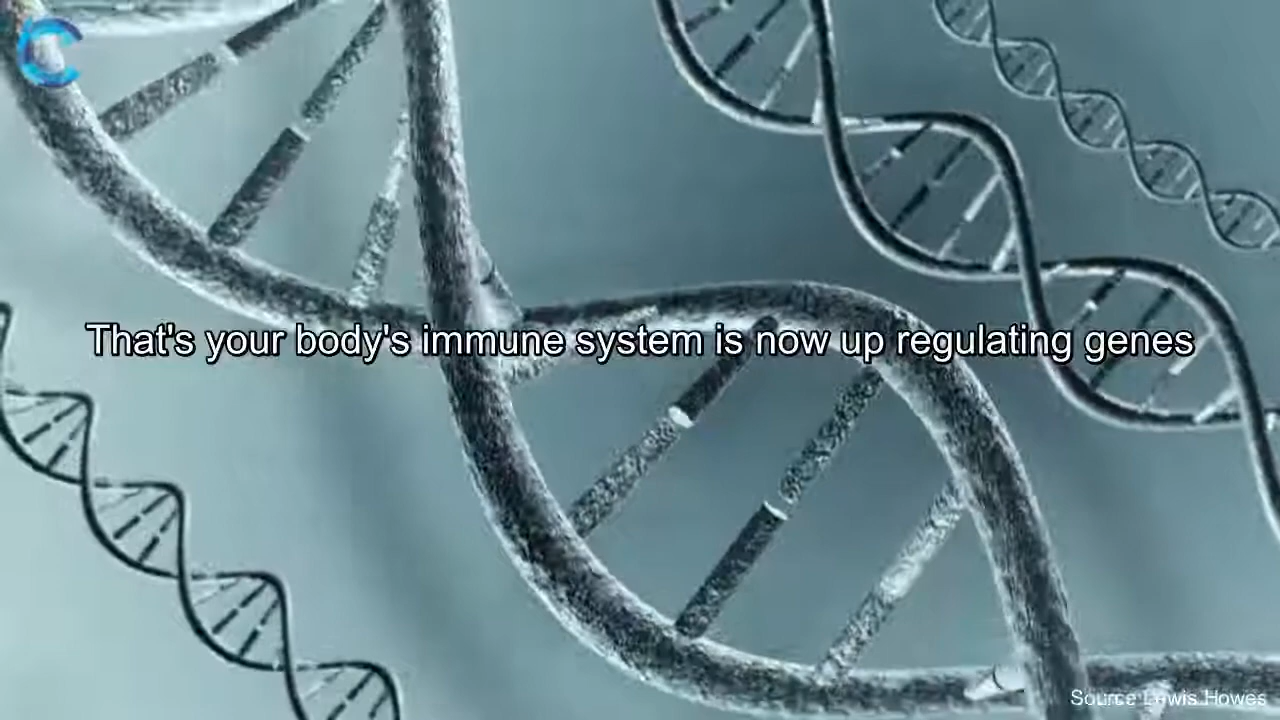 That's your body's immune system is now up regulating genes
Source Lewis Howes